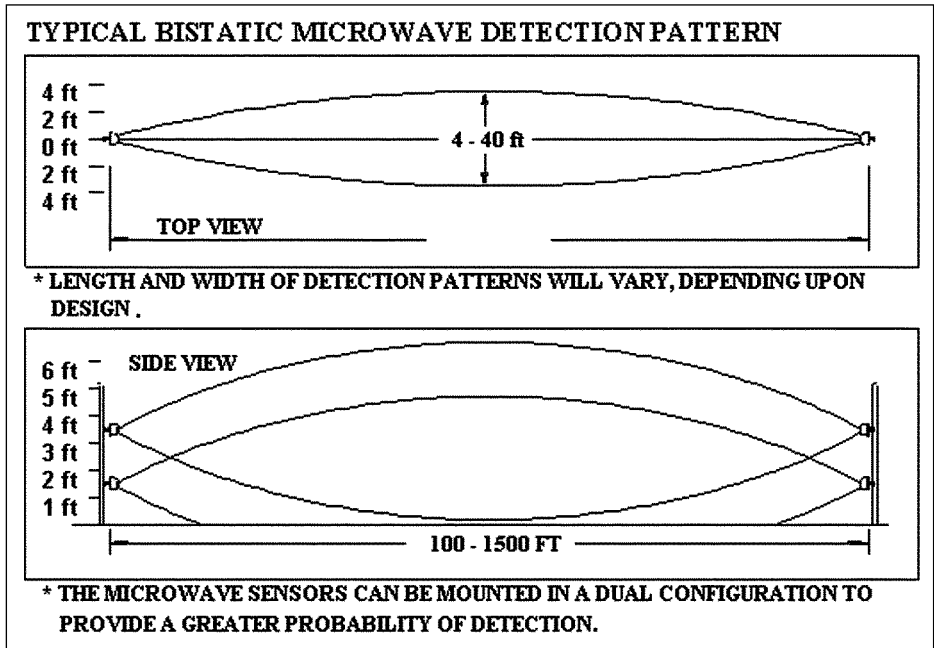 TYPICAL BISTATIC MICROWAVE DETECTION PATTERN
4 ft
2 ft
0 ft
2 ft
4 ft
4 - 40 ft
TOP VIEW
* LENGTH AND WIDTH OF DETECTION PATTERNS WILL VARY, DEPENDING UPON
DESIGN .
SIDE VIEW
6 ft
5 ft
4 ft
3 ft
2 ft
1 ft
100 - 1500 FT
* THE MICROWAVE SENSORS CAN BE MOUNTED IN A DUAL CONFIGURATION TO
PROVIDE A GREATER PROBABILITY OF DETECTION.